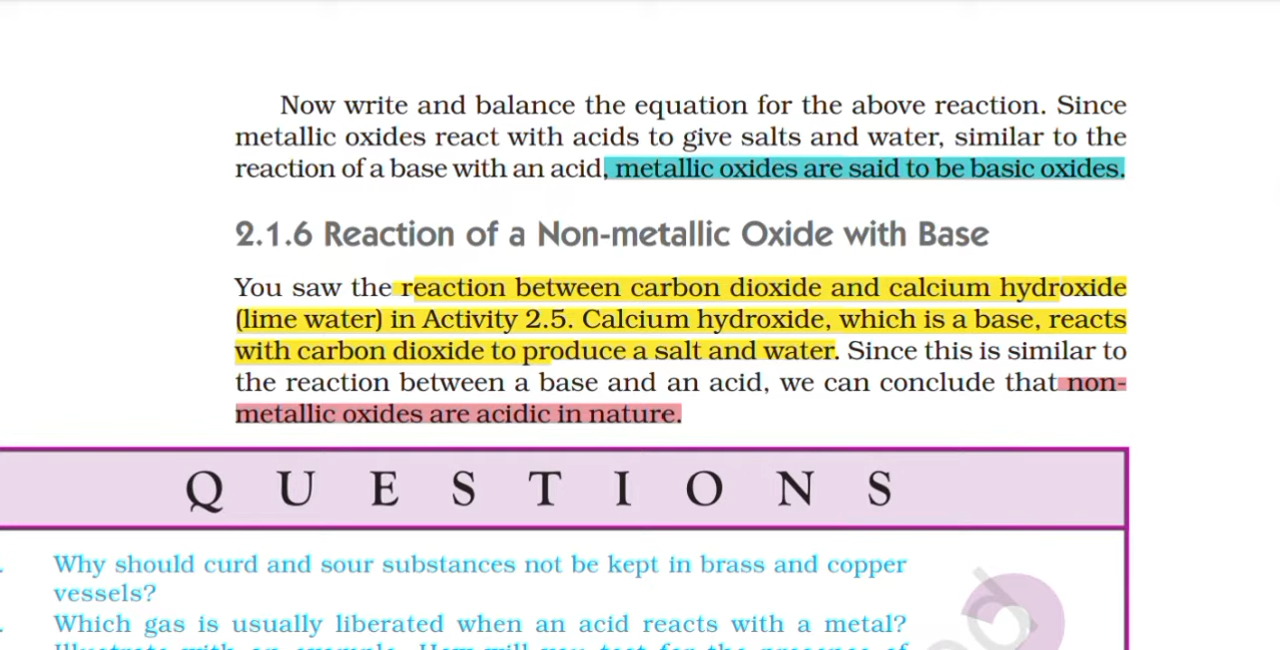 Now write and balance the equation for the above reaction. Since
metallic oxides react with acids to give salts and water, similar to the
reaction of a base with an acid, metallic oxides are said to be basic oxides.
2.1.6 Reaction of a Non-metallic Oxide with Base
You saw the reaction between carbon dioxide and calcium hydroxide
(lime water) in Activity 2.5. Calcium hydroxide, which is a base, reacts
with carbon dioxide to produce a salt and water. Since this is similar to
the reaction between a base and an acid, we can conclude that non-
metallic oxides are acidic in nature.
Q U E S T I O N S
Why should curd and sour substances not be kept in brass and copper
vessels?
Which gas is usually liberated when an acid reacts with a metal?